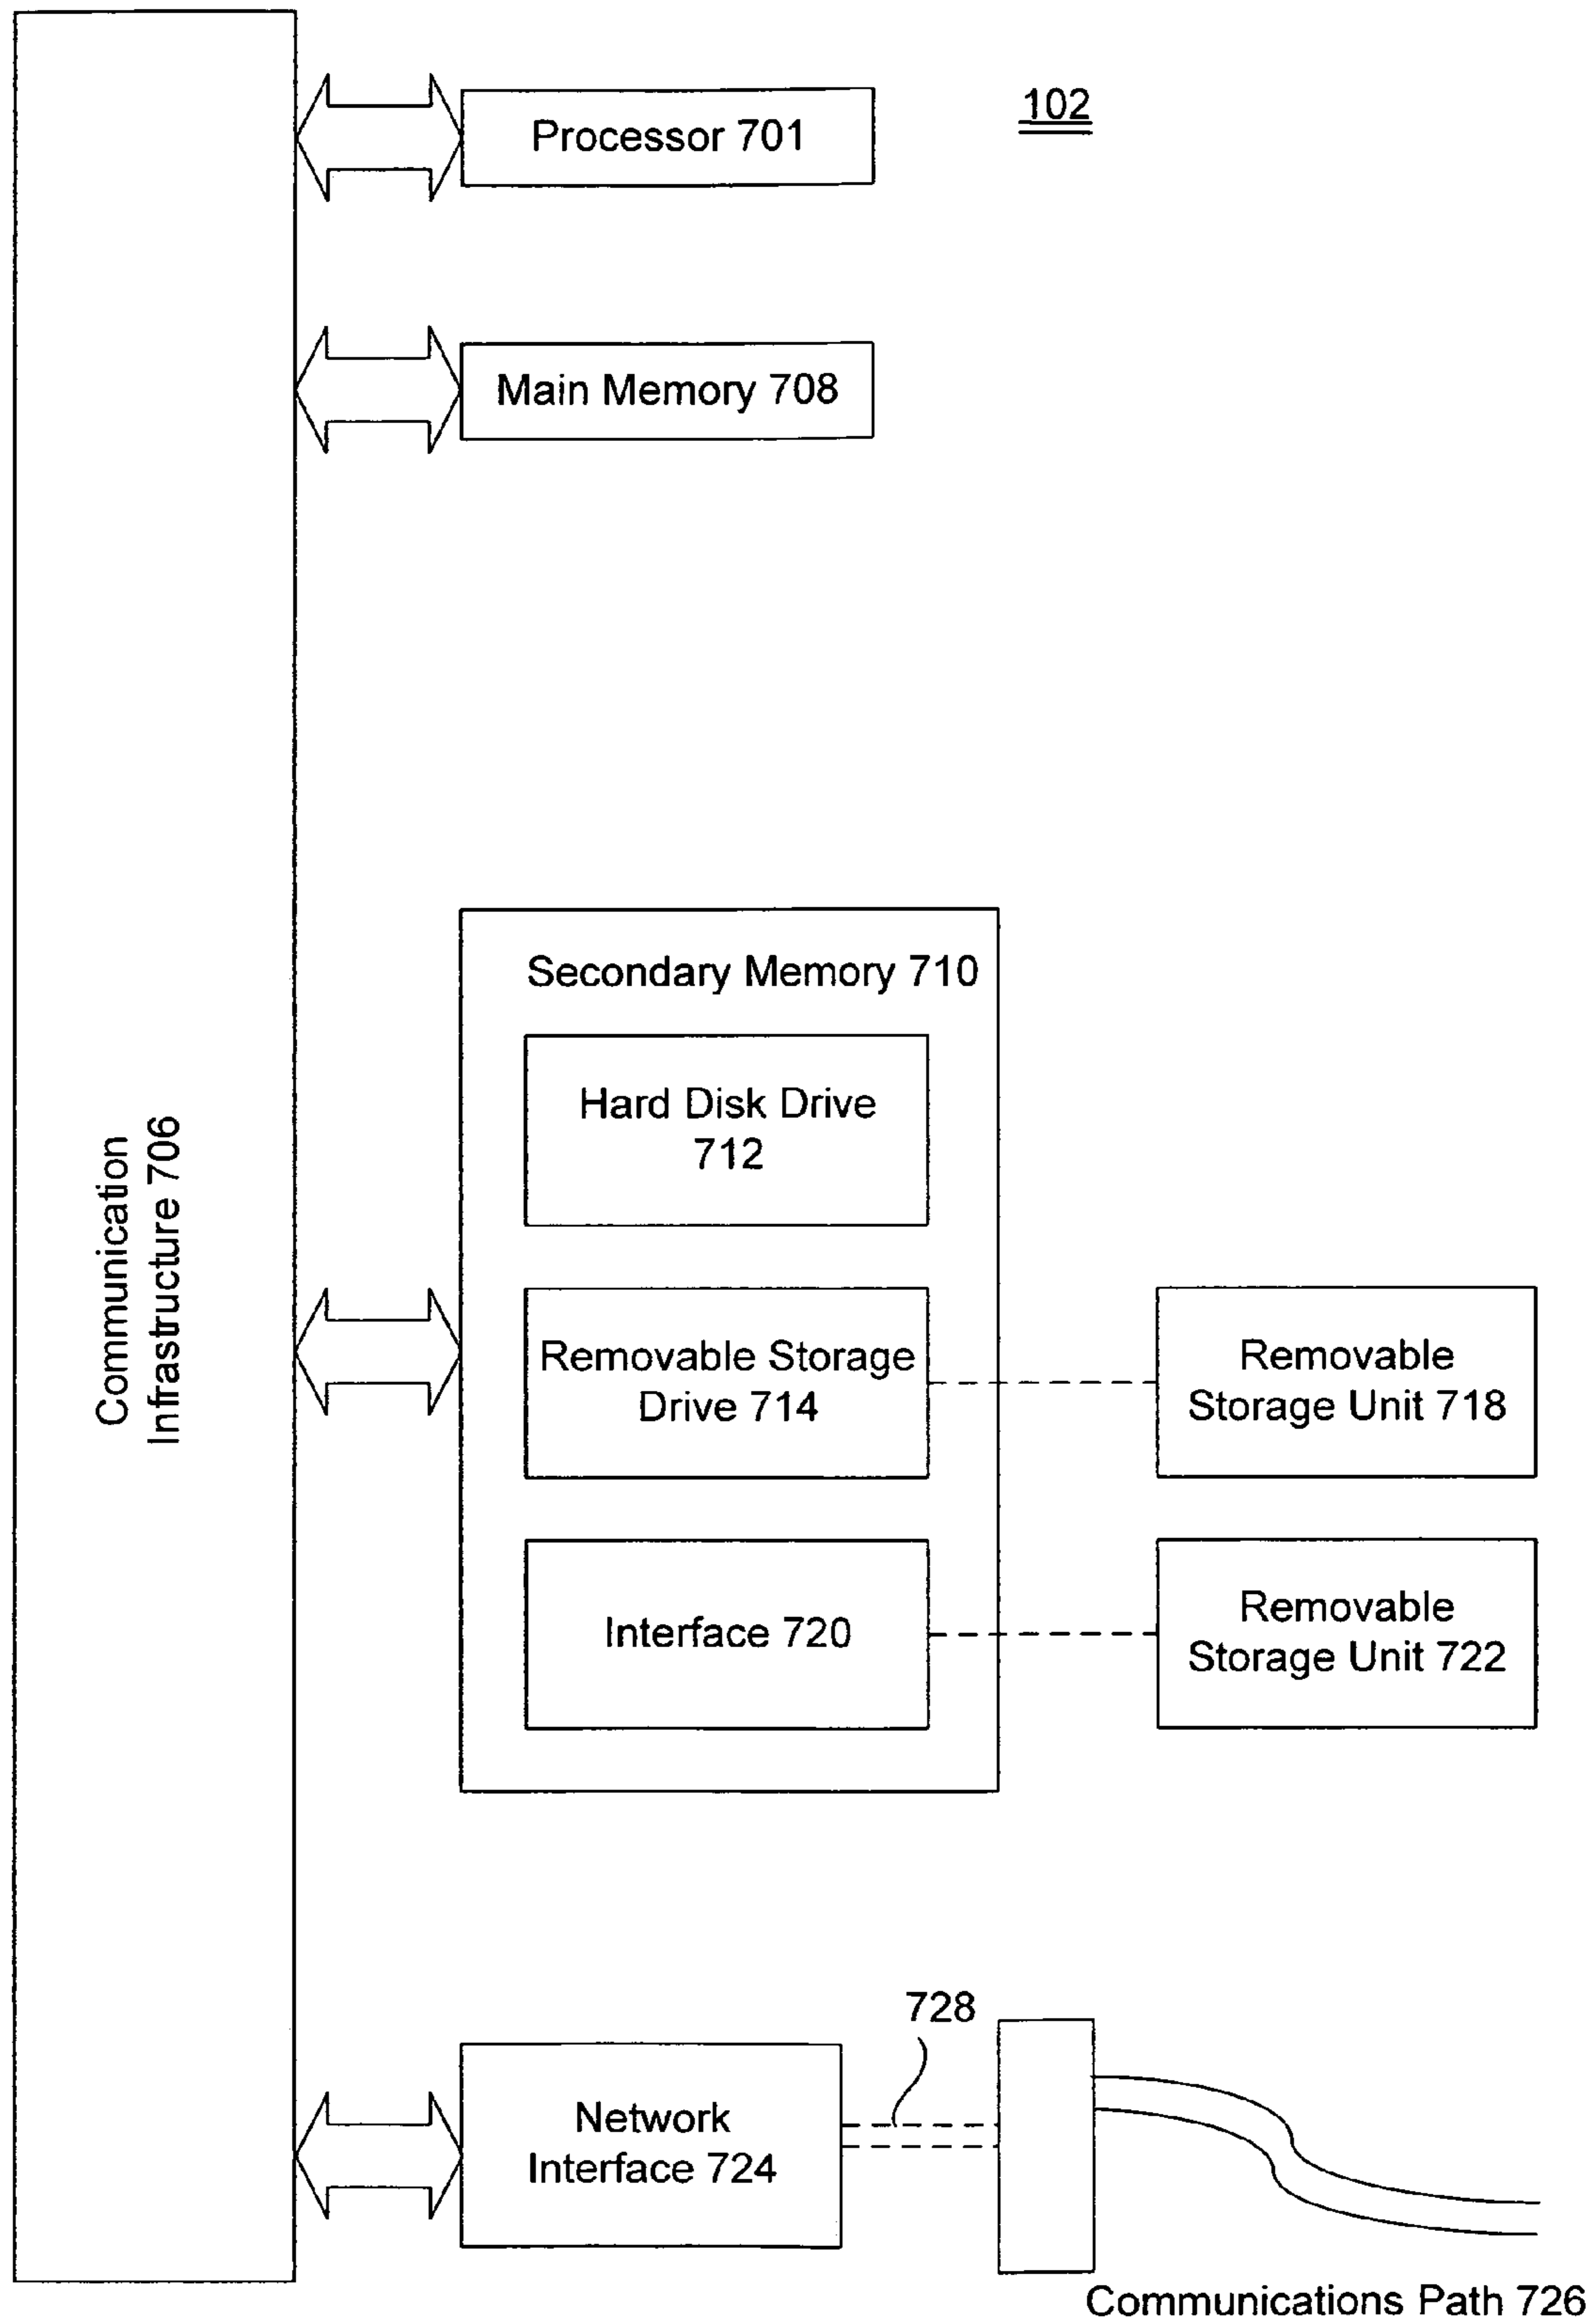 102
Processor 701
Main Memory 708
Communication
Infrastructure 706
Secondary Memory 710
Hard Disk Drive
712
Removable Storage
Drive 714
Removable
Storage Unit 718
Interface 720
Removable
Storage Unit 722
728
Network
Interface 724
Communications Path 726